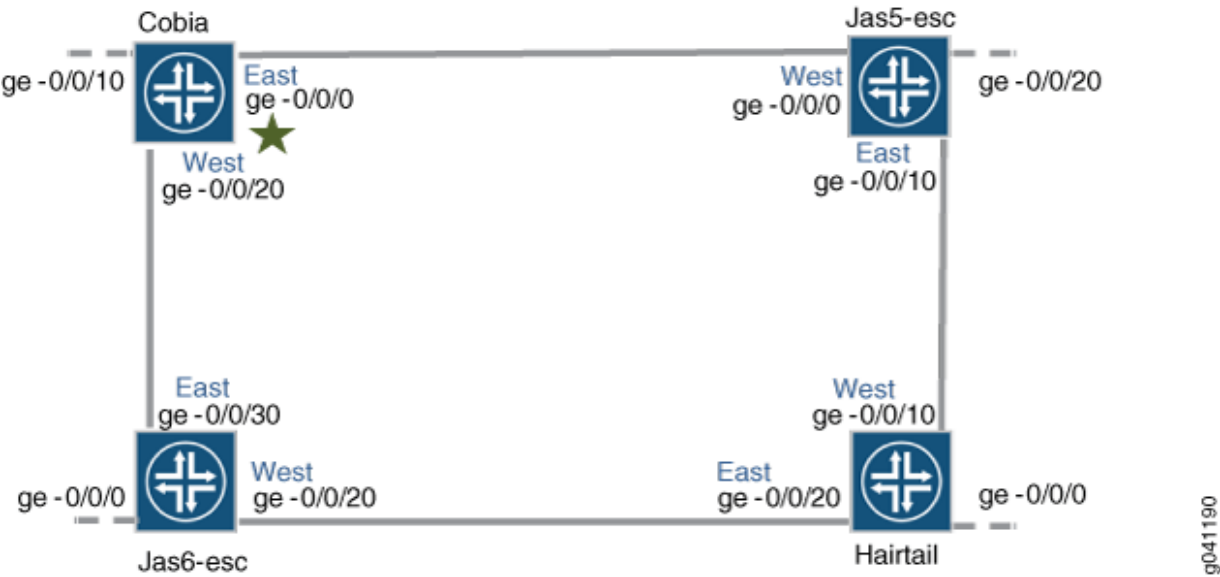 Cobia
Jas5-esc
ge -0/0/10
East
ge -0/0/0
West
ge -0/0/0
ge -0/0/20
West
ge -0/0/20
East
ge -0/0/10
East
ge -0/0/30
West
ge -0/0/10
ge -0/0/0
West
ge -0/0/20
East
ge -0/0/20
ge -0/0/0
Jas6-esc
Hairtail
g041190